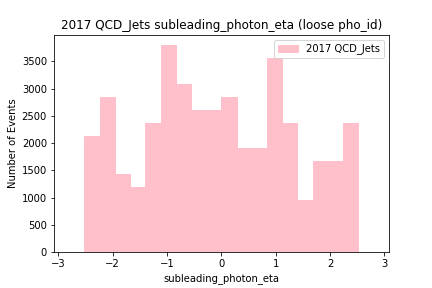 2017 QCD_Jets subleading_photon_eta (loose pho_id)
2017 QCD_Jets
Number of Events
3500
3000
2500
2000
1500
1000
500
0
−3 −2 −1 0 1 2 3
subleading_photon_eta